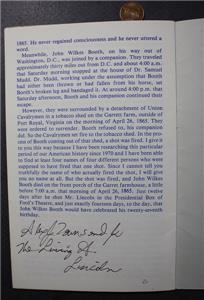 1865. He never regained consciousness and he never uttered a
word.
Meanwhile, John Wilkes Booth, on his way out of
Washington, D.C., was joined by a companion. They traveled
approximately thirty miles out from D.C. and about 4:00 a.m.
that Saturday morning stopped at the house of Dr. Samuel
Mudd. Dr. Mudd, working under the assumption that Booth
had either been thrown or had fallen from his horse, set
Booth's broken leg and bandaged it. At around 4:00 p.m. that
Saturday afternoon, Booth and his companion continued their
escape.
However, they were surrounded by a detachment of Union
Cavalrymen in a tobacco shed on the Garrett farm, outside of
Port Royal, Virginia on the morning of April 26, 1865. They
were ordered to surrender. Booth refused to, his companion
did. So the Cavalrymen set fire to the tobacco shed. In the pro-
cess of Booth coming out of that shed, a shot was fired. I give it
to you this way because I have been researching this particular
period of our American history since 1970 and I have been able
to find at least four names of four different persons who were
supposed to have fired that one shot. Since I cannot tell you
truthfully the name of who actually fired the shot, I will give
you no name at all. But the shot was fired, and John Wilkes
Booth died on the front porch of the Garrett farmhouse, a little
before 7:00 a.m. that morning of April 26, 1865. Just twelve
days after he shot Mr. Lincoln in the Presidential Box of
Ford's Theatre, and just exactly fourteen days, to the day, that
John Wilkes Booth would have celebrated his twenty-seventh
birthday.
The Living
Lincoln